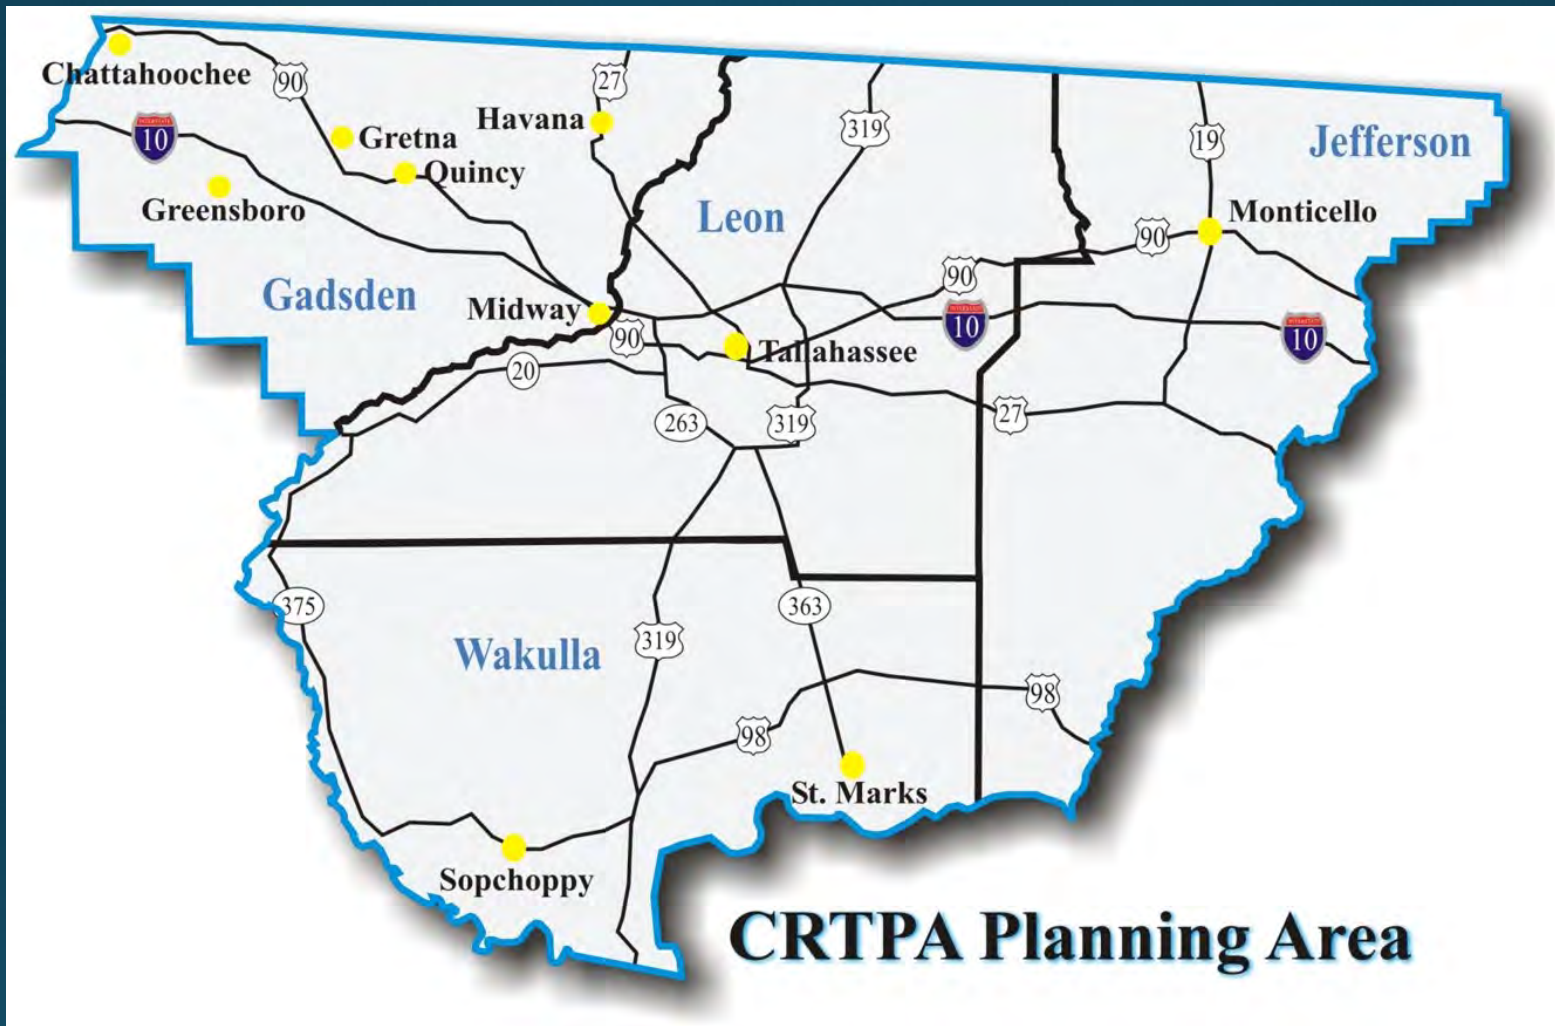 Chattahoochee
90
27
Havana
319
10
INTERSTATE
Gretna
19
Jefferson
Quincy
Greensboro
Leon
Monticello
90
90
Gadsden
Midway
10
10
90
Tallahassee
20
263
319
27
375
363
Wakulla
319
98
98
St. Marks
Sopchoppy
CRTPA Planning Area